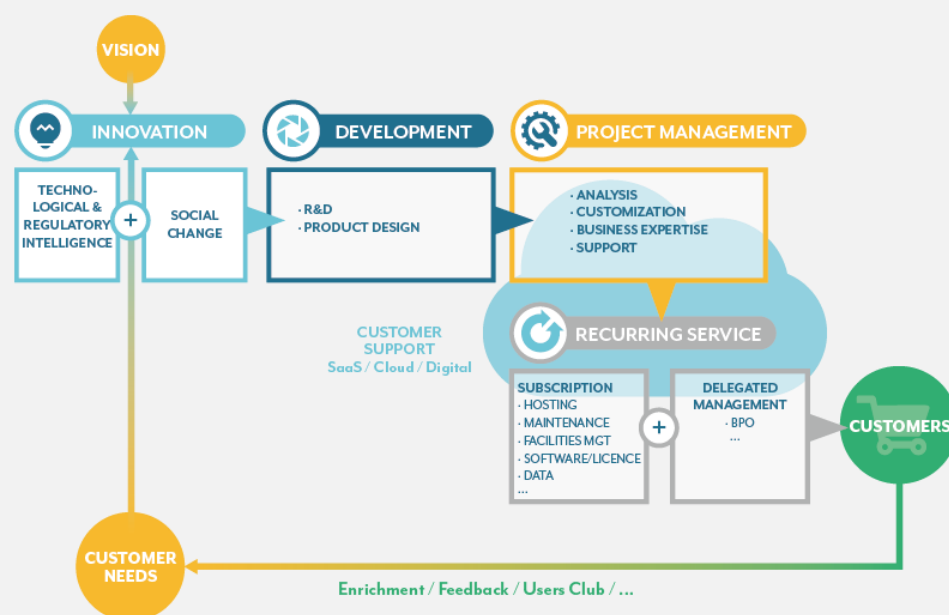 VISION
INNOVATION
DEVELOPMENT
PROJECT MANAGEMENT
TECHNO-
LOGICAL &
REGULATORY
INTELLIGENCE
+
SOCIAL
CHANGE
· R&D
· PRODUCT DESIGN
· ANALYSIS
· CUSTOMIZATION
· BUSINESS EXPERTISE
· SUPPORT
CUSTOMER
SUPPORT
SaaS / Cloud / Digital
RECURRING SERVICE
SUBSCRIPTION
· HOSTING
· MAINTENANCE
· FACILITIES MGT
· SOFTWARE/LICENCE
· DATA
...
+
DELEGATED
MANAGEMENT
· BPO
...
CUSTOMERS
CUSTOMER
NEEDS
Enrichment / Feedback / Users Club / ...